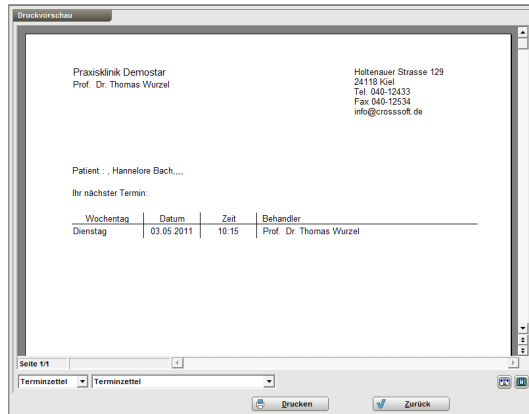 Druckvorschau
Praxisklinik Demostar
Prof. Dr. Thomas Wurzel
Holtenauer Strasse 129
24118 Kiel
Tel. 040-12433
Fax 040-12534
info@crosssoft.de
Patient : , Hannelore Bach,,,,
Ihr nächster Termin:
Wochentag Datum Zeit Behandler
Dienstag 03.05.2011 10:15 Prof. Dr. Thomas Wurzel
Seite 1/1
Terminzettel Terminzettel
Drucken Zurück